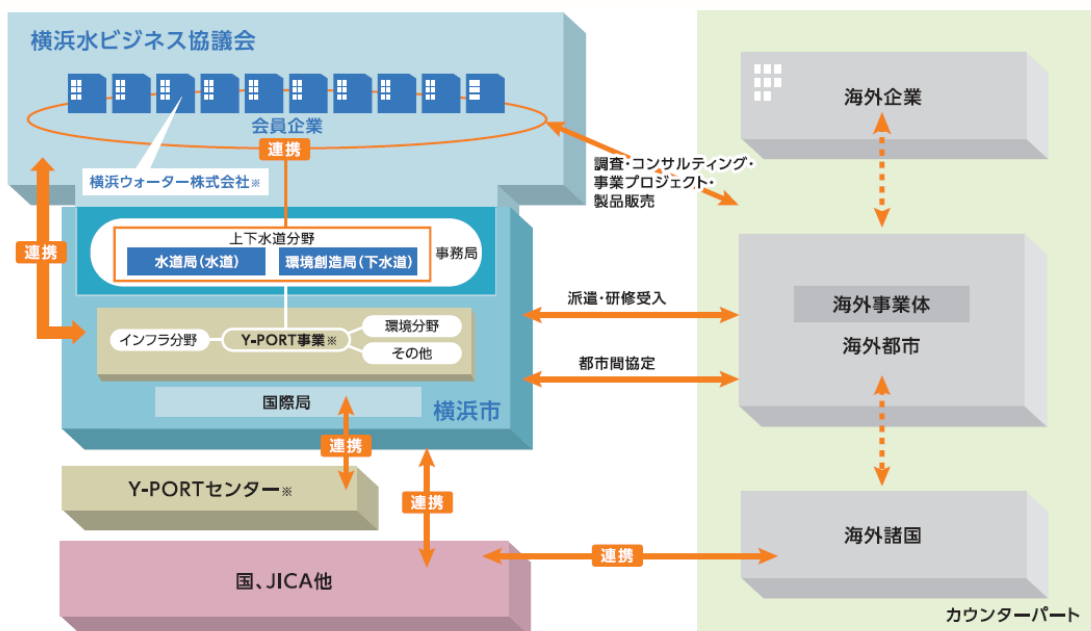 横浜水ビジネス協議会
会員企業
連携
横浜ウォーター株式会社※
連携
上下水道分野
水道局（水道）
環境創造局（下水道）
事務局
インフラ分野
Y-PORT事業※
環境分野
その他
国際局
横浜市
連携
Y-PORTセンター※
連携
国、JICA他
調査・コンサルティング・
事業プロジェクト・
製品販売
派遣・研修受入
都市間協定
連携
海外企業
海外事業体
海外都市
海外諸国
カウンターパート